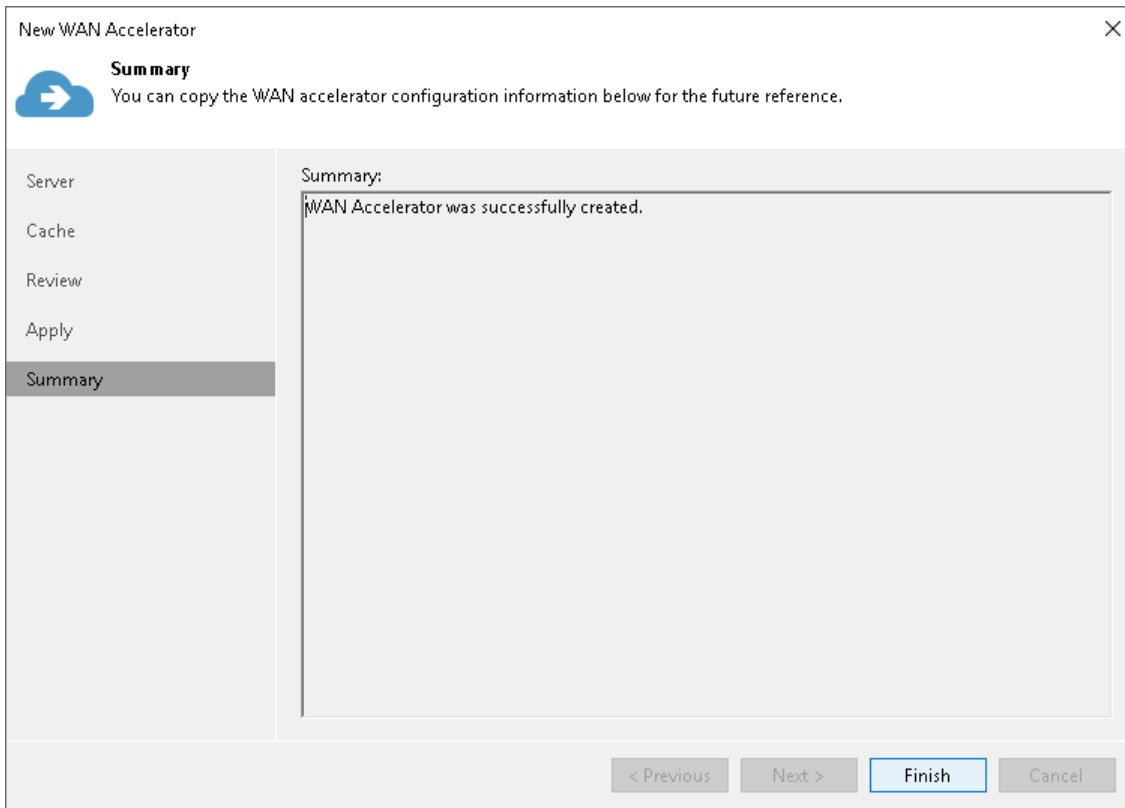 New WAN Accelerator
Summary
You can copy the WAN accelerator configuration information below for the future reference.
Server
Cache
Review
Apply
Summary
Summary:
WAN Accelerator was successfully created.
< Previous
Next >
Finish
Cancel